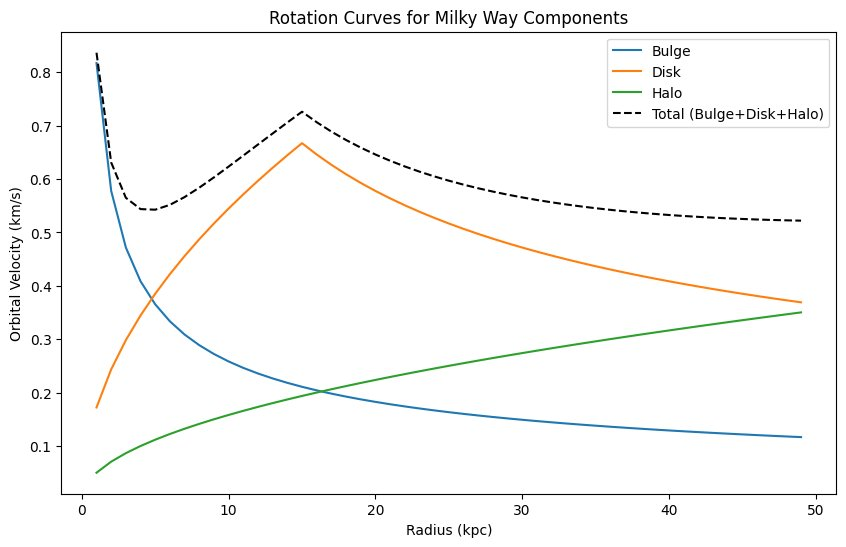 Rotation Curves for Milky Way Components
Bulge
Disk
Halo
Total (Bulge+Disk+Halo)
Orbital Velocity (km/s)
0.8
0.7
0.6
0.5
0.4
0.3
0.2
0.1
0 10 20 30 40 50
Radius (kpc)